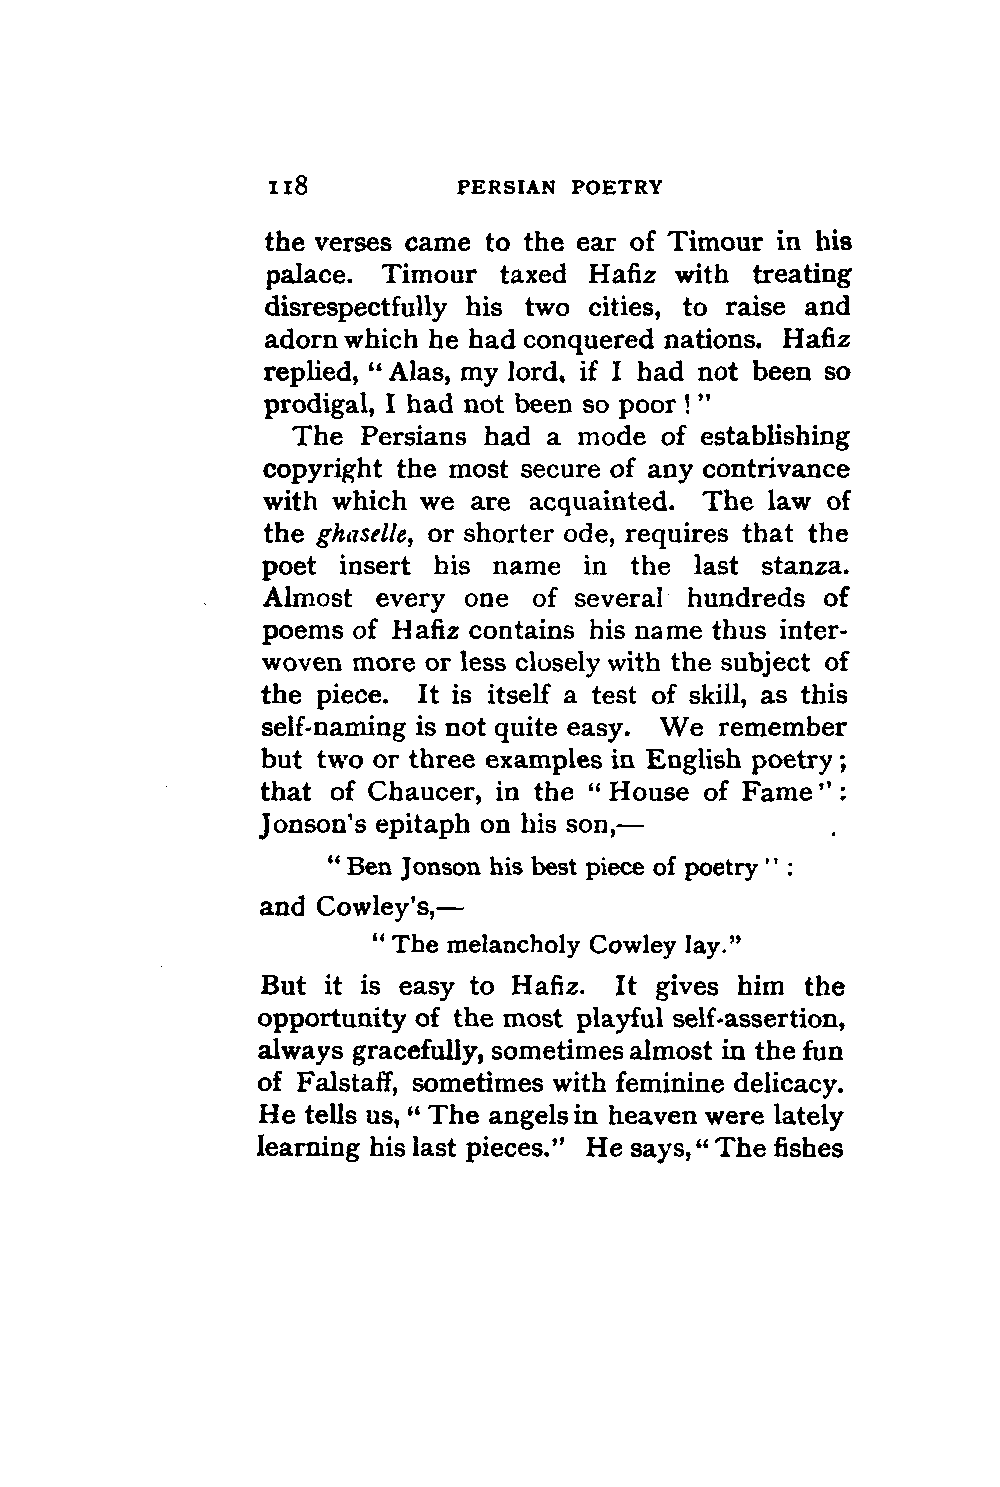 118 PERSIAN POETRY
the verses came to the ear of Timour in his
palace. Timour taxed Hafiz with treating
disrespectfully his two cities, to raise and
adorn which he had conquered nations. Hafiz
replied, “Alas, my lord, if I had not been so
prodigal, I had not been so poor!”
The Persians had a mode of establishing
copyright the most secure of any contrivance
with which we are acquainted. The law of
the ghaselle, or shorter ode, requires that the
poet insert his name in the last stanza.
Almost every one of several hundreds of
poems of Hafiz contains his name thus inter-
woven more or less closely with the subject of
the piece. It is itself a test of skill, as this
self-naming is not quite easy. We remember
but two or three examples in English poetry;
that of Chaucer, in the “House of Fame”:
Jonson's epitaph on his son,—
“Ben Jonson his best piece of poetry”:
and Cowley's,—
“The melancholy Cowley lay.”
But it is easy to Hafiz. It gives him the
opportunity of the most playful self-assertion,
always gracefully, sometimes almost in the fun
of Falstaff, sometimes with feminine delicacy.
He tells us, “The angels in heaven were lately
learning his last pieces.” He says, “The fishes